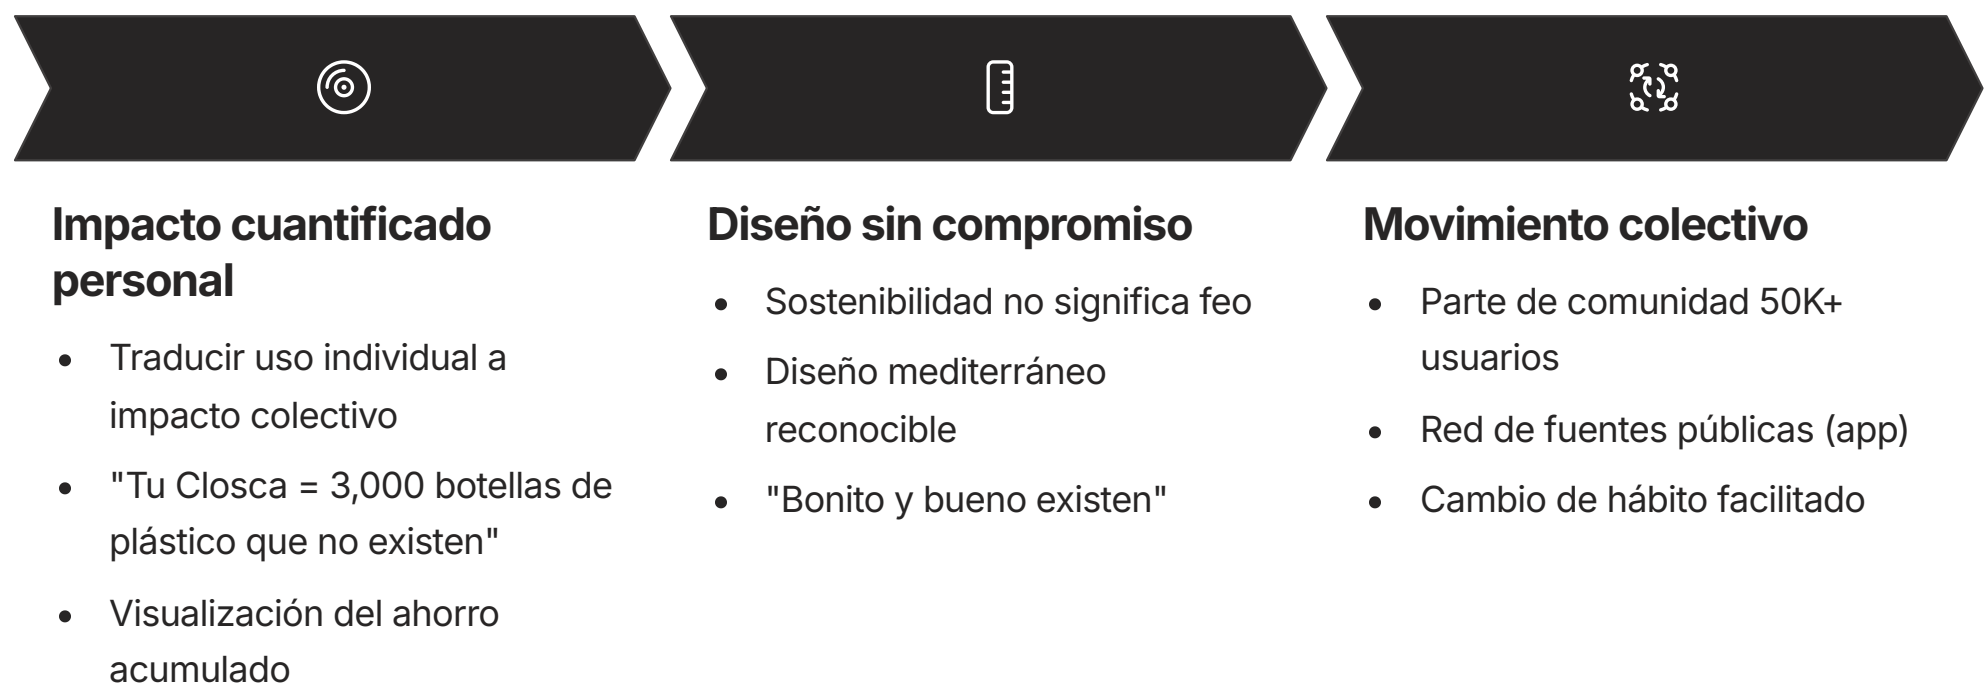 Impacto cuantificado
personal
• Traducir uso individual a
impacto colectivo
• "Tu Closca = 3,000 botellas de
plástico que no existen"
• Visualización del ahorro
acumulado
Diseño sin compromiso
• Sostenibilidad no significa feo
• Diseño mediterráneo
reconocible
• "Bonito y bueno existen"
Movimiento colectivo
• Parte de comunidad 50K+
usuarios
• Red de fuentes públicas (app)
• Cambio de hábito facilitado